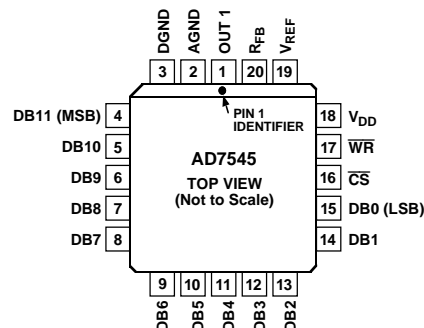 DGND AGND OUT 1 RFB VREF
3 2 1 20 19
PIN 1
IDENTIFIER
DB11 (MSB) 4
DB10 5
DB9 6
DB8 7
DB7 8
AD7545
TOP VIEW
(Not to Scale)
18 VDD
17 WR
16 CS
15 DB0 (LSB)
14 DB1
9 10 11 12 13
DB6 DB5 DB4 DB3 DB2